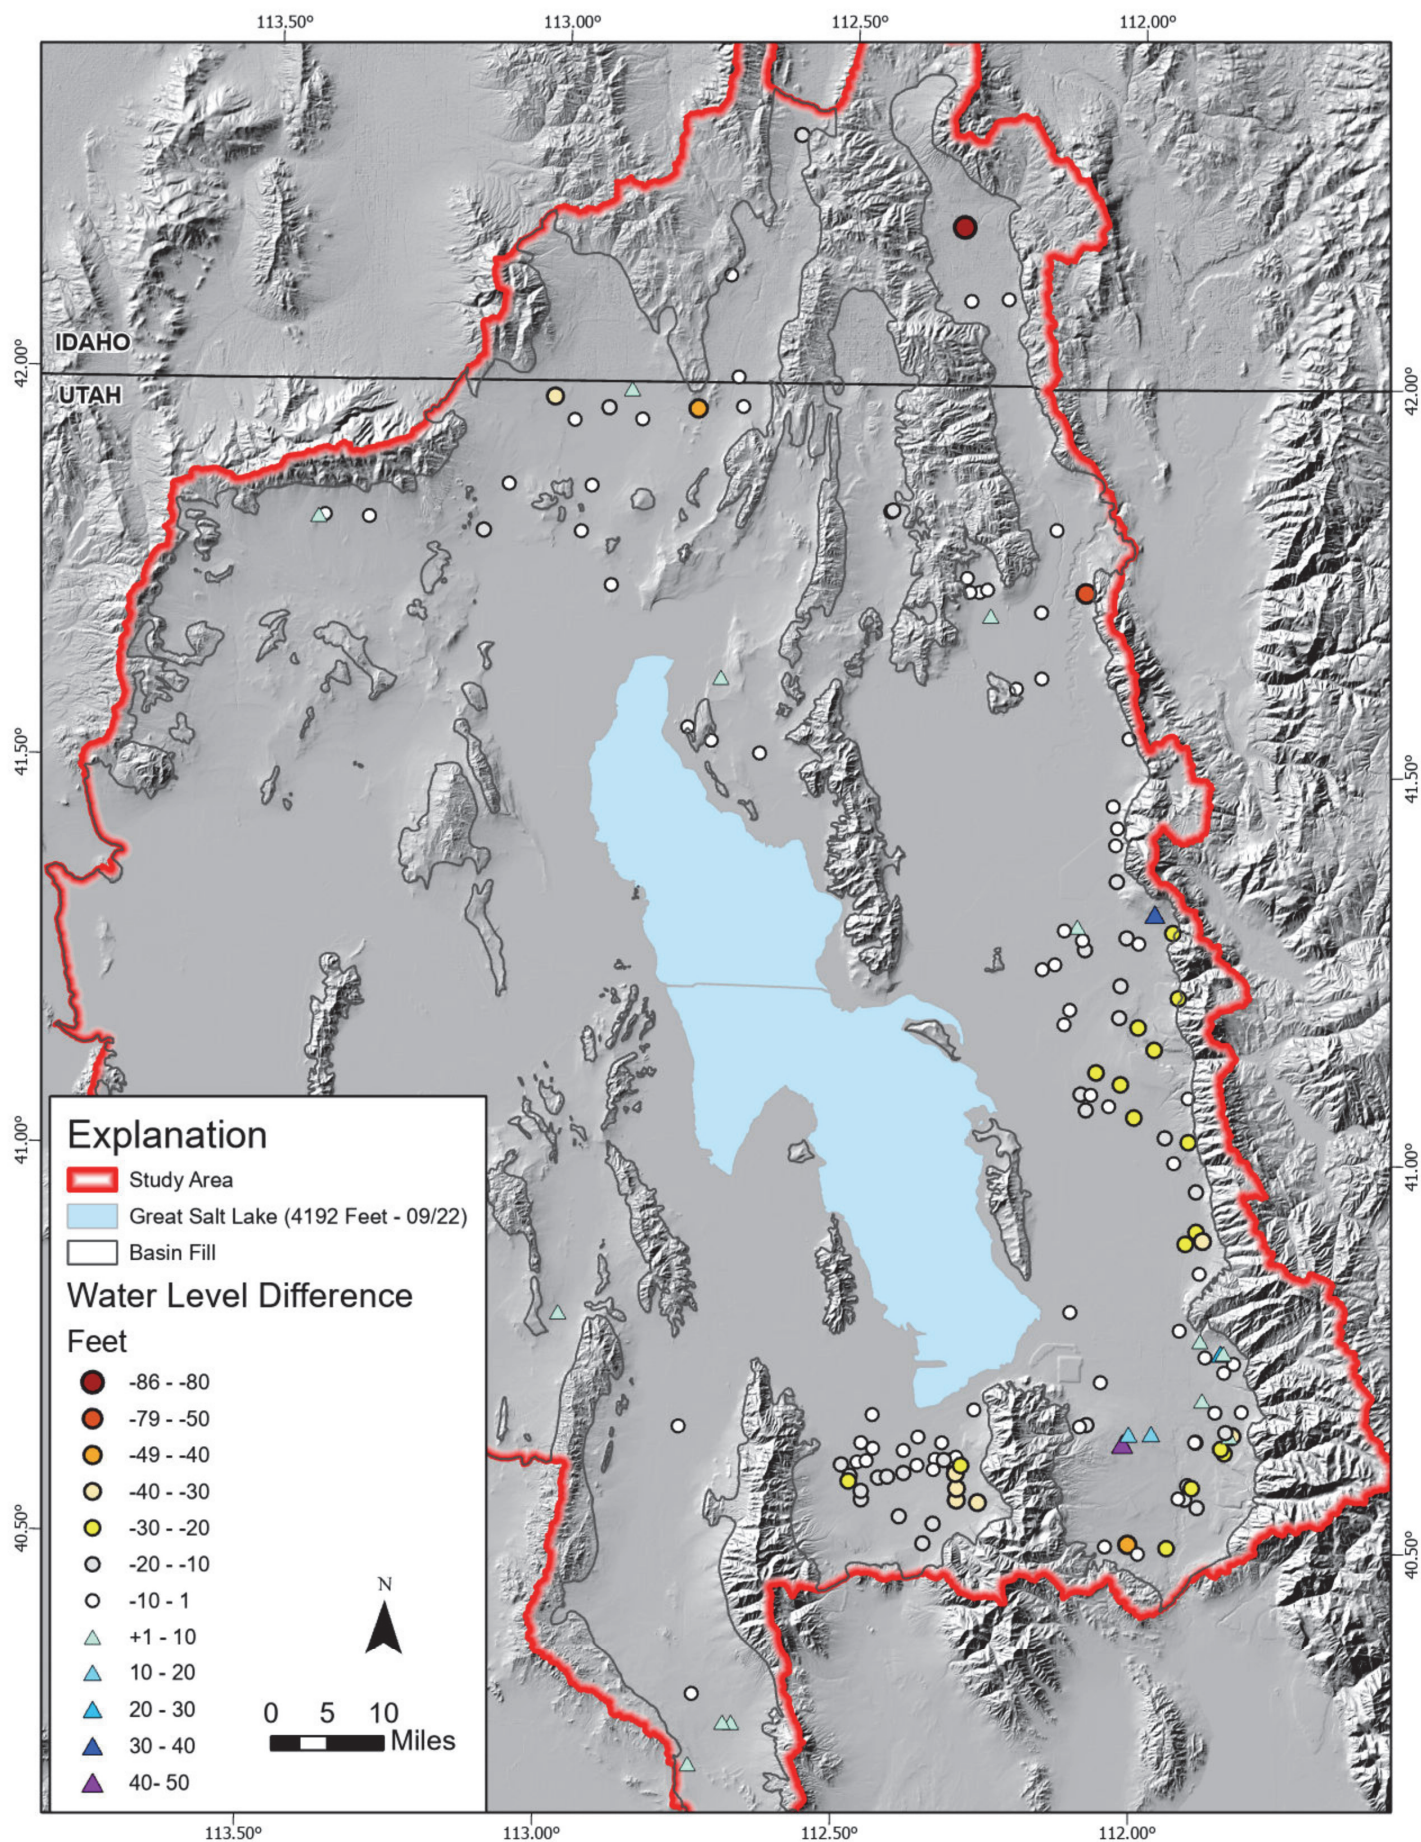 113.50°
113.00°
112.50°
112.00°
IDAHO
UTAH
42.00°
42.00°
41.50°
41.50°
41.00°
41.00°
40.50°
40.50°
Explanation
Study Area
Great Salt Lake (4192 Feet - 09/22)
Basin Fill
Water Level Difference
Feet
-86 - -80
-79 - -50
-49 - -40
-40 - -30
-30 - -20
-20 - -10
-10 - 1
+1 - 10
10 - 20
20 - 30
30 - 40
40- 50
N
0 5 10
Miles
113.50°
113.00°
112.50°
112.00°